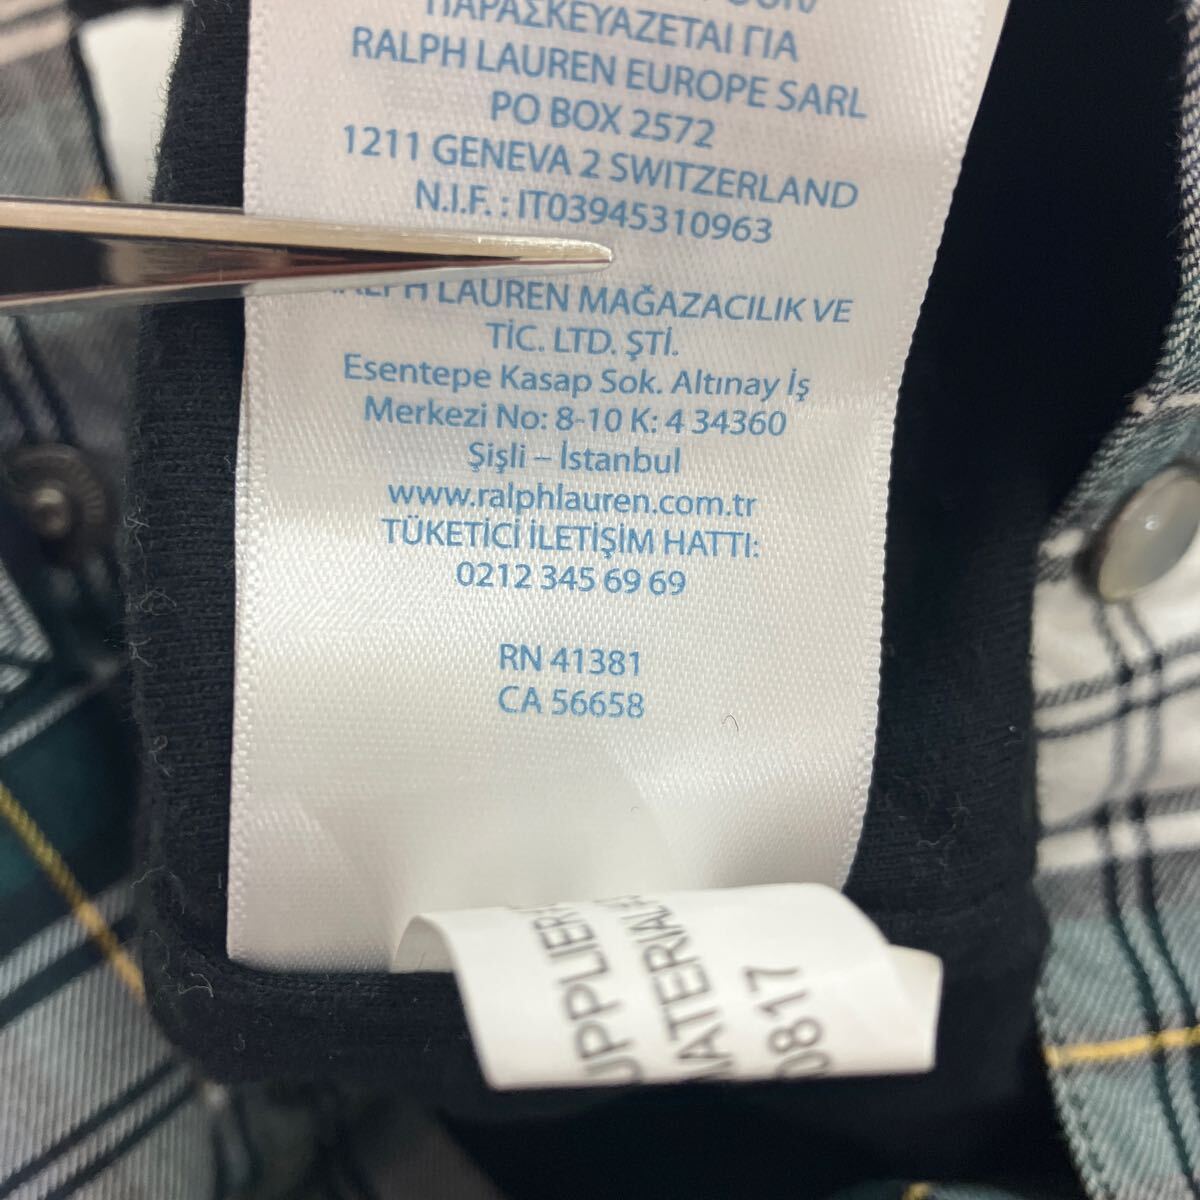 ΠΑΡΑΣΚΕΥΑΖΕΤΑΙ ΓΙΑ
RALPH LAUREN EUROPE SARL
PO BOX 2572
1211 GENEVA 2 SWITZERLAND
N.I.F. : IT03945310963
LAUREN MAĞAZACILIK VE
TİC. LTD. ŞTİ.
Esentepe Kasap Sok. Altınay İş
Merkezi No: 8-10 K: 4 34360
Şişli – İstanbul
www.ralphlauren.com.tr
TÜKETİCİ İLETİŞİM HATTI:
0212 345 69 69
RN 41381
CA 56658
0817